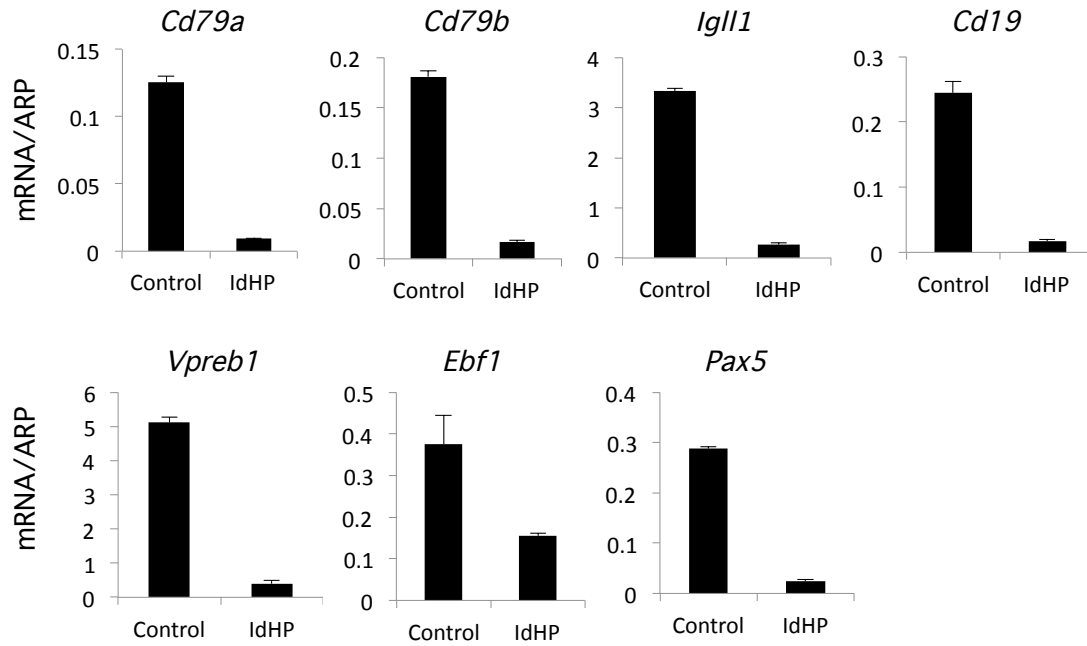 Cd79a
Cd79b
Igll1
Cd19
mRNA/ARP
0.15
0.1
0.05
0
Control IdHP
0.2
0.15
0.1
0.05
0
Control IdHP
4
3
2
1
0
Control IdHP
0.3
0.2
0.1
0
Control IdHP
Vpreb1
Ebf1
Pax5
mRNA/ARP
6
5
4
3
2
1
0
Control IdHP
0.5
0.4
0.3
0.2
0.1
0
Control IdHP
0.4
0.3
0.2
0.1
0
Control IdHP